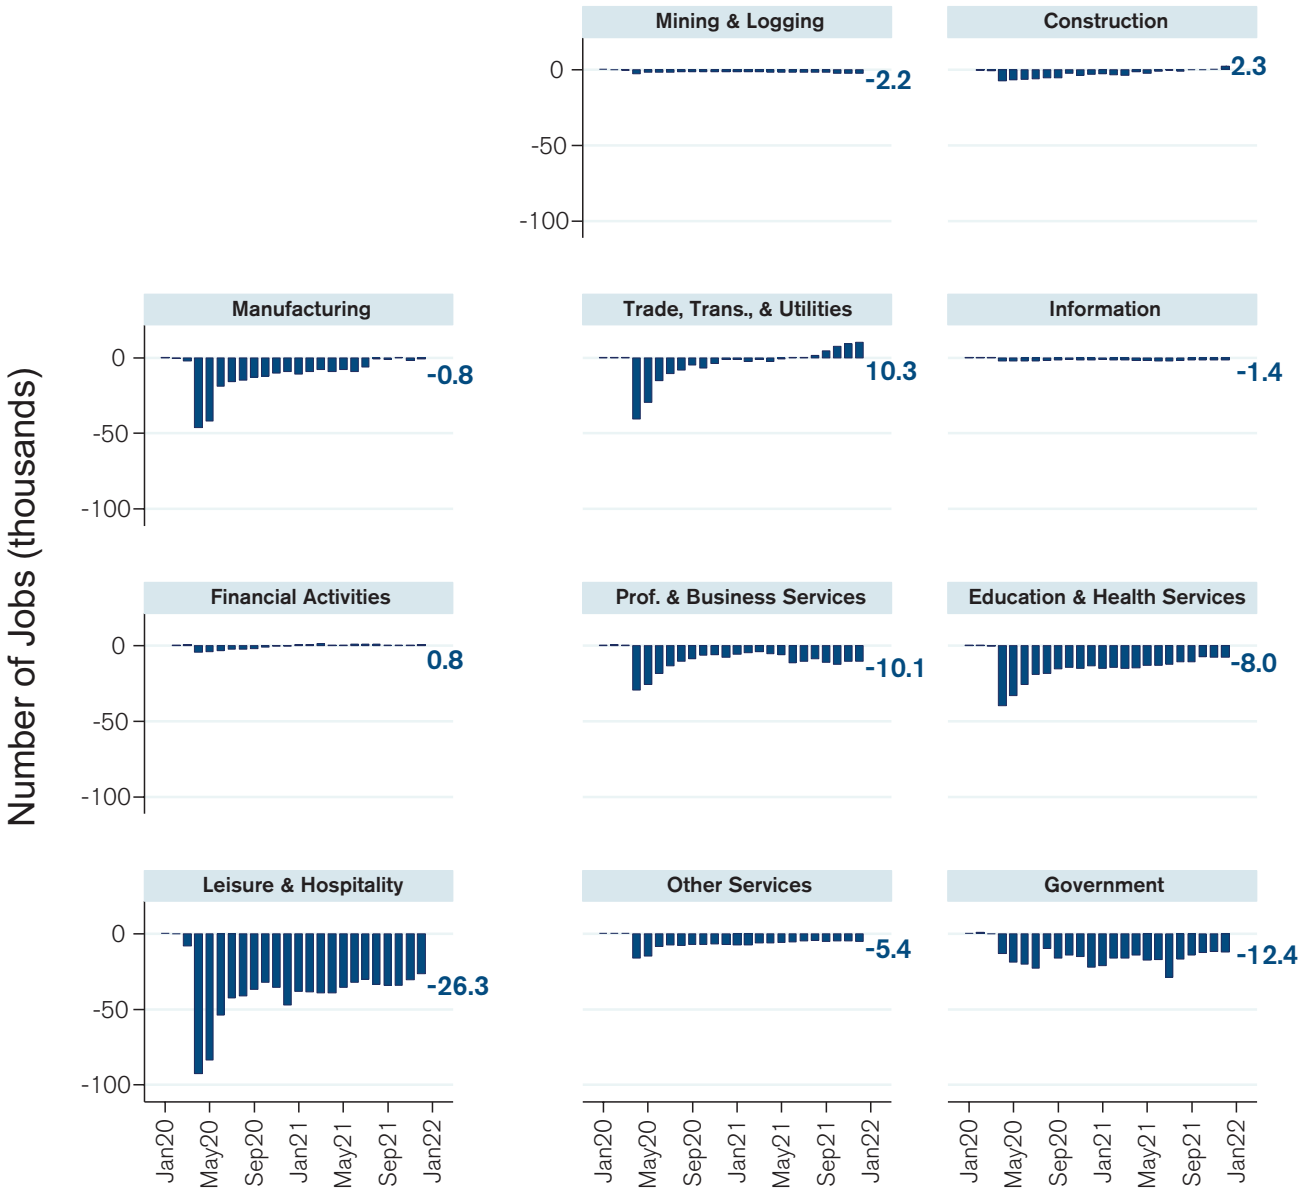 Number of Jobs (thousands)
Mining & Logging
0
-50
-100
-2.2
Construction
2.3
Manufacturing
0
-50
-100
-0.8
Trade, Trans., & Utilities
10.3
Information
-1.4
Financial Activities
0
-50
-100
0.8
Prof. & Business Services
-10.1
Education & Health Services
-8.0
Leisure & Hospitality
0
-50
-100
-26.3
Jan20
May20
Sep20
Jan21
May21
Sep21
Jan22
Other Services
-5.4
Jan20
May20
Sep20
Jan21
May21
Sep21
Jan22
Government
-12.4
Jan20
May20
Sep20
Jan21
May21
Sep21
Jan22